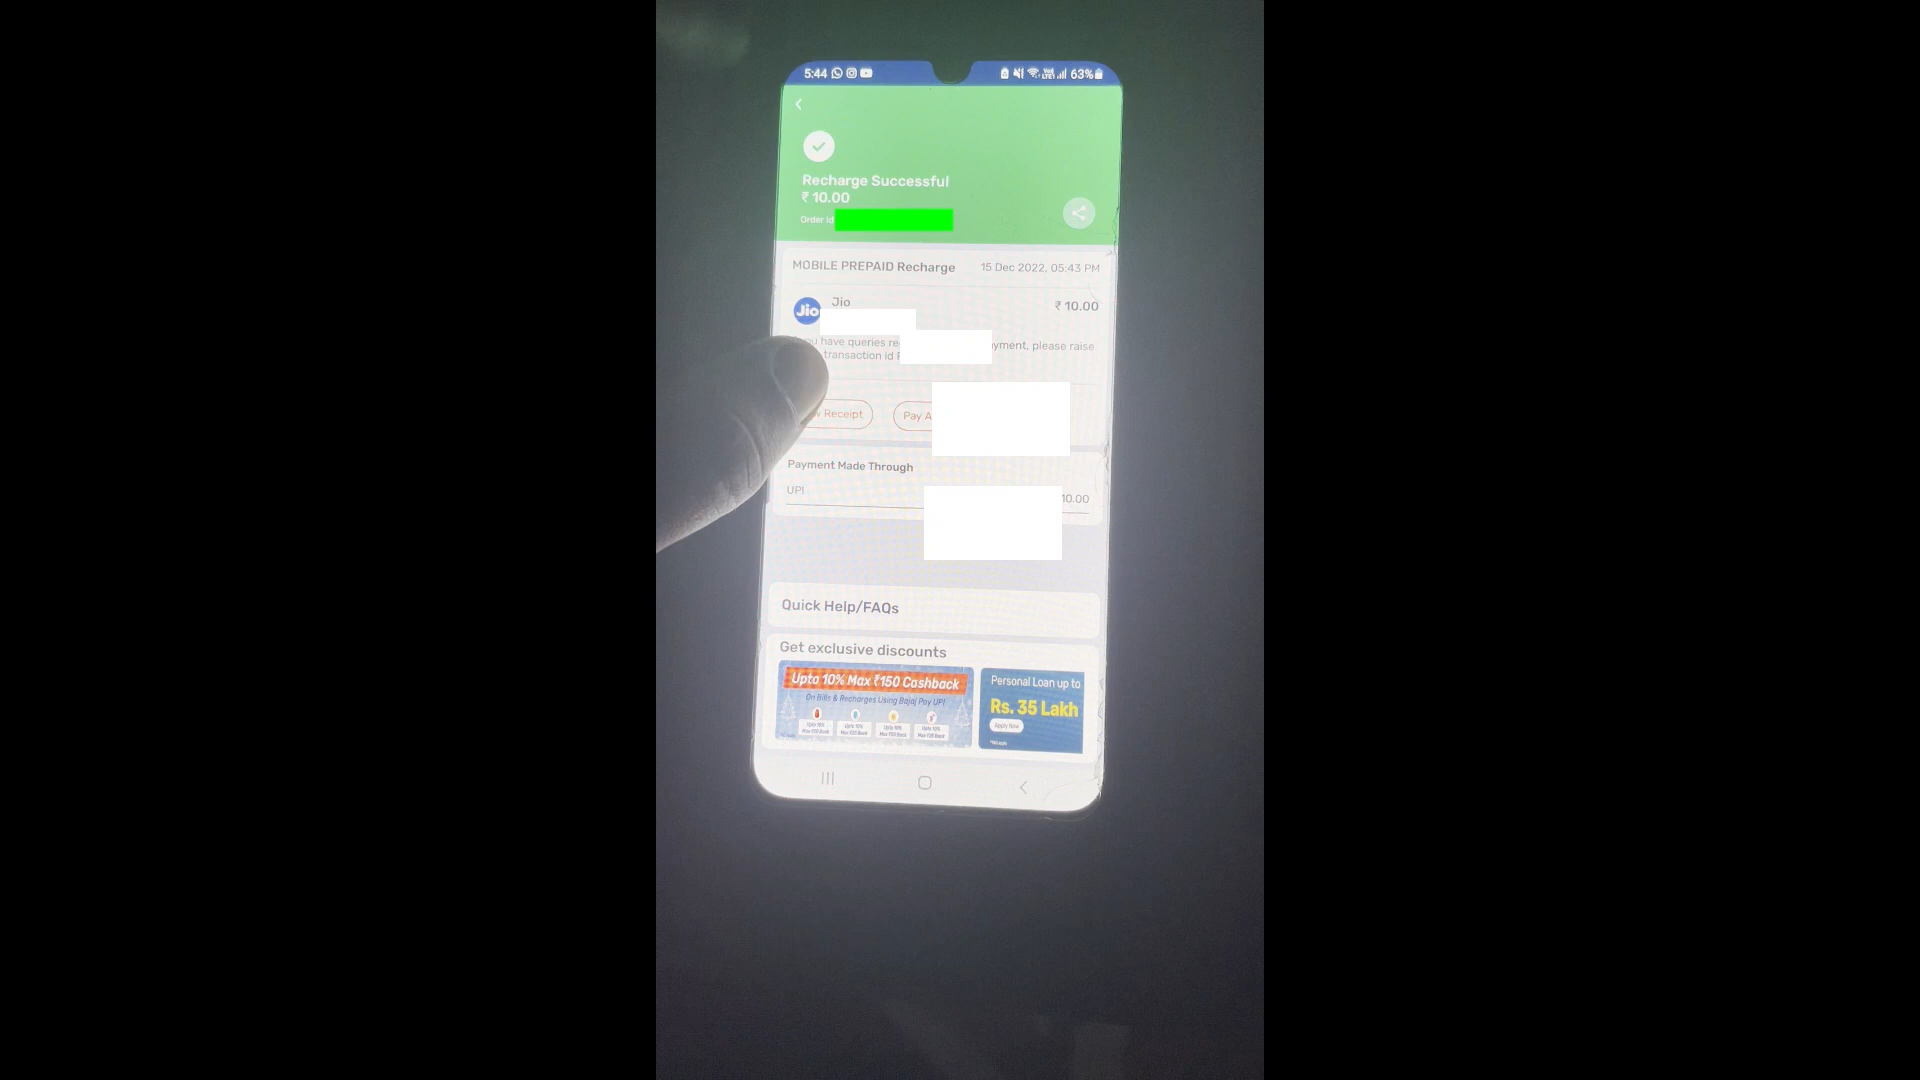 5:44 63%
Recharge Successful
₹ 10.00
Order Id
MOBILE PREPAID Recharge 15 Dec 2022, 05:43 PM
Jio
Jio ₹ 10.00
you have queries re yment, please raise
transaction id
Receipt Pay A
Payment Made Through
UPI 10.00
Quick Help/FAQs
Get exclusive discounts
Upto 10% Max ₹150 Cashback
On Bills & Recharges Using Bajaj Pay UPI
Personal Loan up to
Rs. 35 Lakh
Apply Now